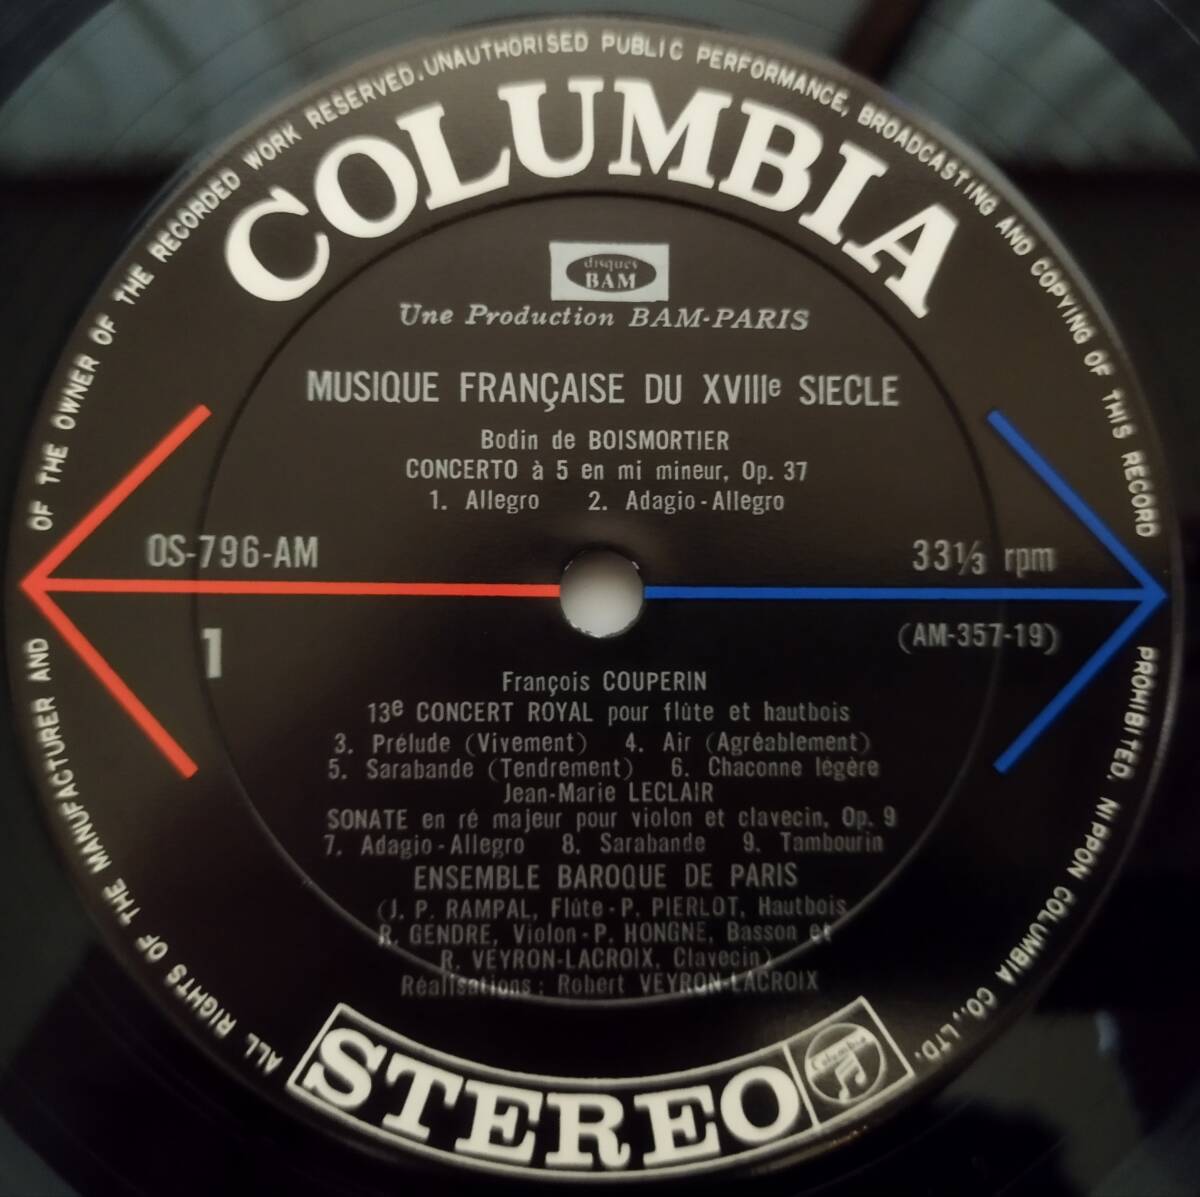 ALL RIGHTS OF THE MANUFACTURER AND OF THE OWNER OF THE RECORDED WORK RESERVED. UNAUTHORISED PUBLIC PERFORMANCE, BROADCASTING AND COPYING OF THIS RECORD PROHIBITED. NIPPON COLUMBIA CO., LTD.
COLUMBIA
disques
BAM
Une Production BAM-PARIS
MUSIQUE FRANÇAISE DU XVIIIe SIECLE
Bodin de BOISMORTIER
CONCERTO à 5 en mi mineur, Op. 37
1. Allegro 2. Adagio-Allegro
OS-796-AM
33⅓ rpm
1
(AM-357-19)
François COUPERIN
13e CONCERT ROYAL pour flûte et hautbois
3. Prélude (Vivement) 4. Air (Agréablement)
5. Sarabande (Tendrement) 6. Chaconne légère
Jean-Marie LECLAIR
SONATE en ré majeur pour violon et clavecin, Op. 9
7. Adagio-Allegro 8. Sarabande 9. Tambourin
ENSEMBLE BAROQUE DE PARIS
(J. P. RAMPAL, Flûte-P. PIERLOT, Hautbois
R. GENDRE, Violon-P. HONGNE, Basson et
R. VEYRON-LACROIX, Clavecin)
Réalisations: Robert VEYRON-LACROIX
STEREO
Columbia